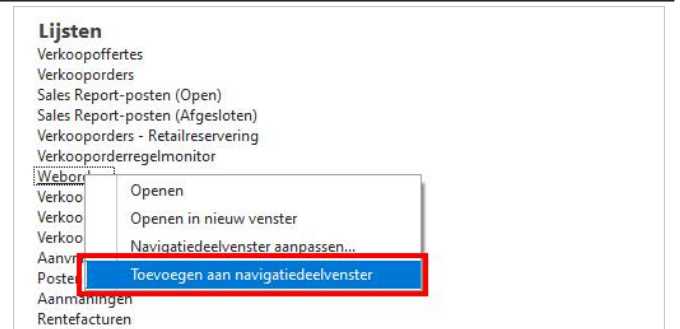 Lijsten
Verkoopoffertes
Verkooporders
Sales Report-posten (Open)
Sales Report-posten (Afgesloten)
Verkooporders - Retailreservering
Verkooporderregelmonitor
Openen
Openen in nieuw venster
Navigatiedeelvenster aanpassen...
Toevoegen aan navigatiedeelvenster
Aanmaningen
Rentefacturen